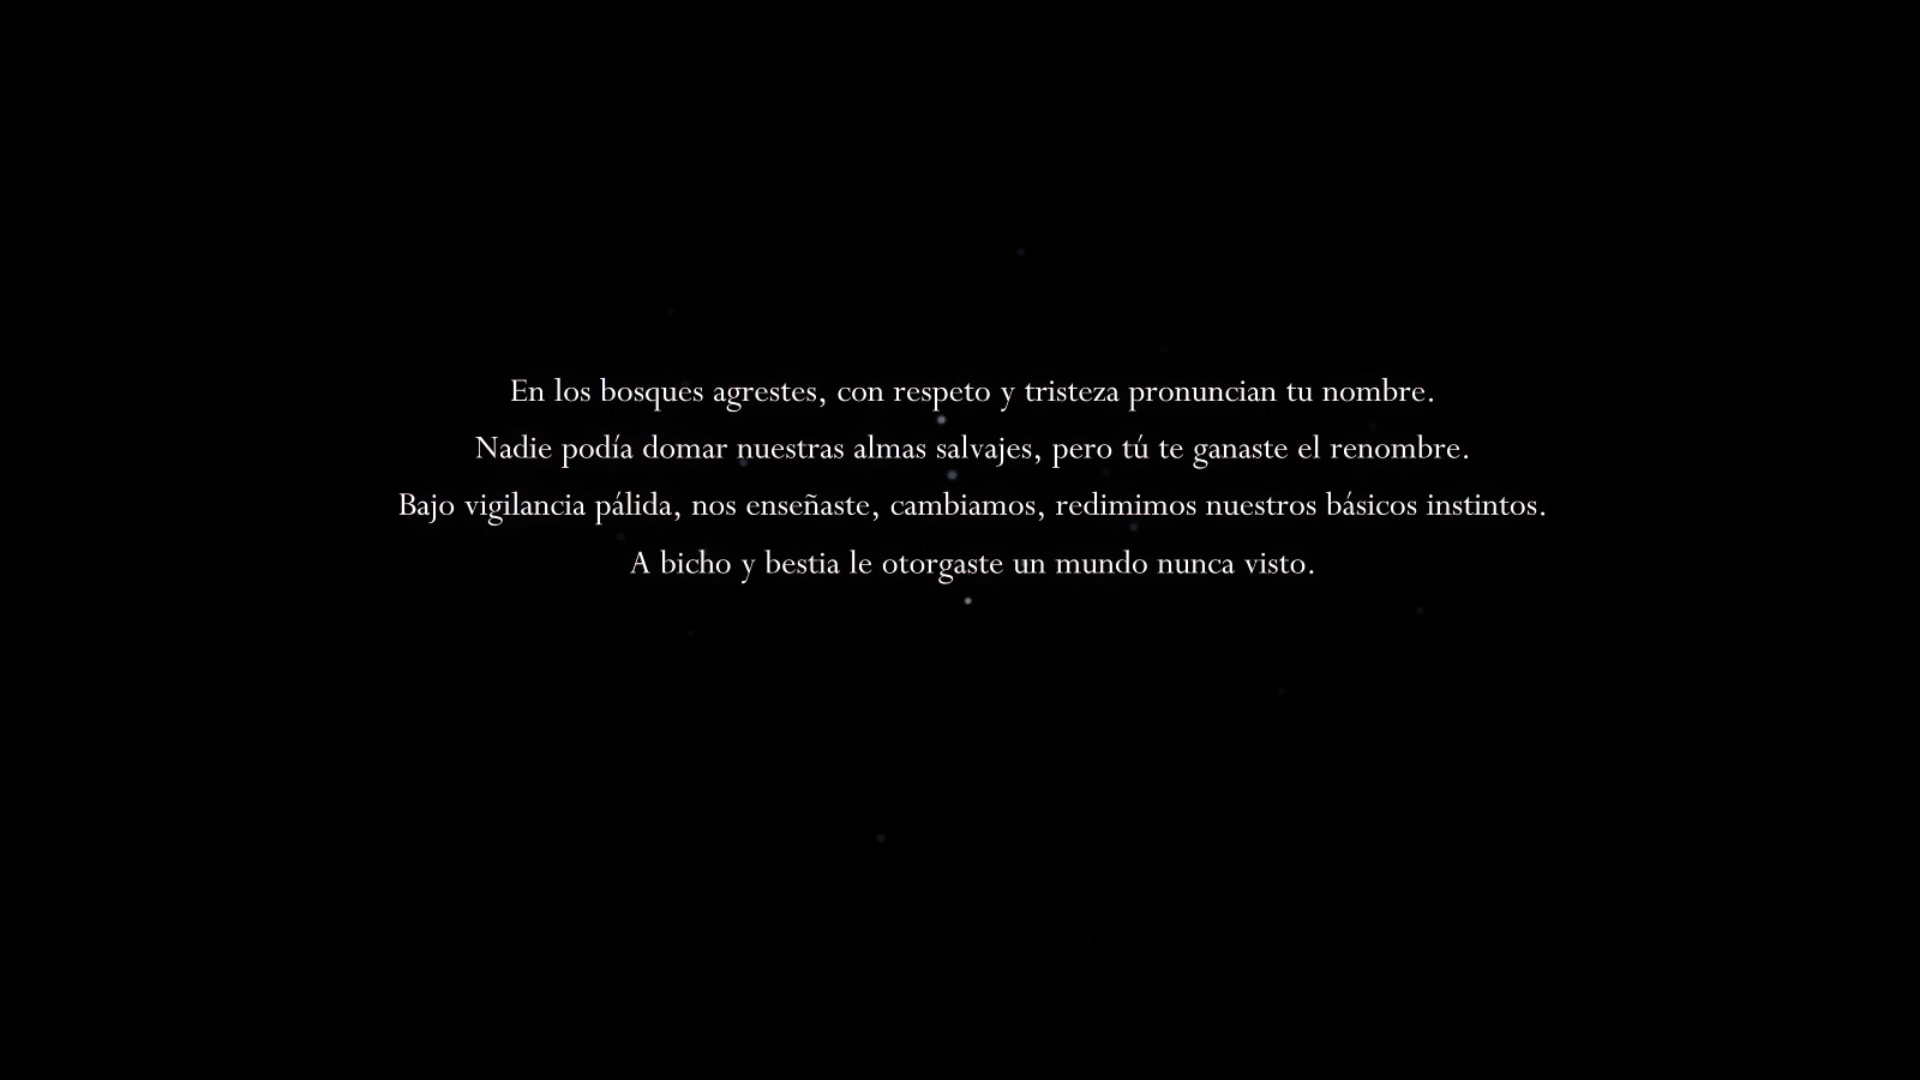 En los bosques agrestes, con respeto y tristeza pronuncian tu nombre.
Nadie podía domar nuestras almas salvajes, pero tú te ganaste el renombre.
Bajo vigilancia pálida, nos enseñaste, cambiamos, redimimos nuestros básicos instintos.
A bicho y bestia le otorgaste un mundo nunca visto.